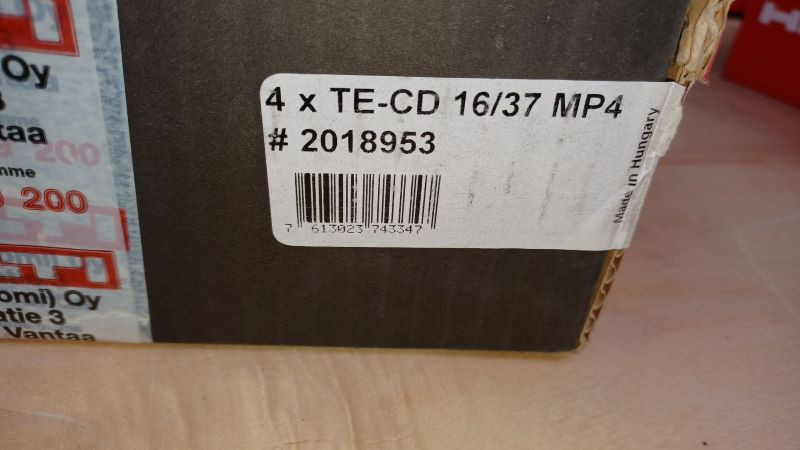 4 x TE-CD 16/37 MP4
# 2018953
7 613023 743347
Made in Hungary
Oy
3
taa
mme
200
200
omi) Oy
atie 3
Vantaa